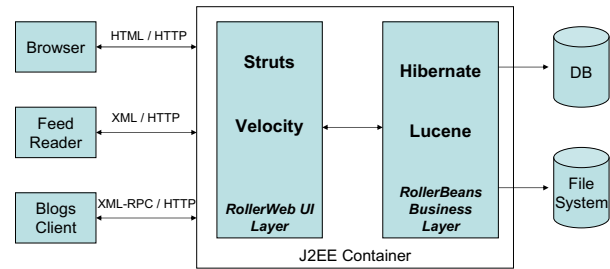 Browser
HTML / HTTP
Feed
Reader
XML / HTTP
Blogs
Client
XML-RPC / HTTP
Struts
Velocity
RollerWeb UI
Layer
Hibernate
Lucene
RollerBeans
Business
Layer
J2EE Container
DB
File
System